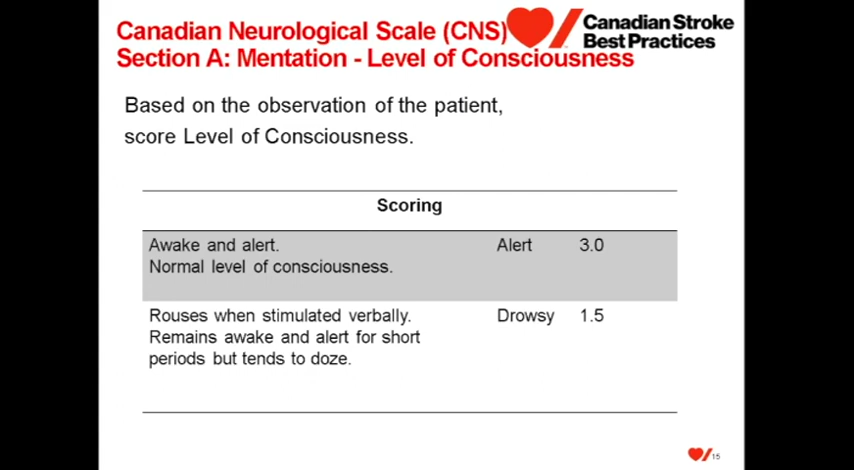 Canadian Neurological Scale (CNS)
Canadian Stroke
Best Practices
Section A: Mentation - Level of Consciousness
Based on the observation of the patient,
score Level of Consciousness.
Scoring
Awake and alert. Alert 3.0
Normal level of consciousness.
Rouses when stimulated verbally. Drowsy 1.5
Remains awake and alert for short
periods but tends to doze.
15